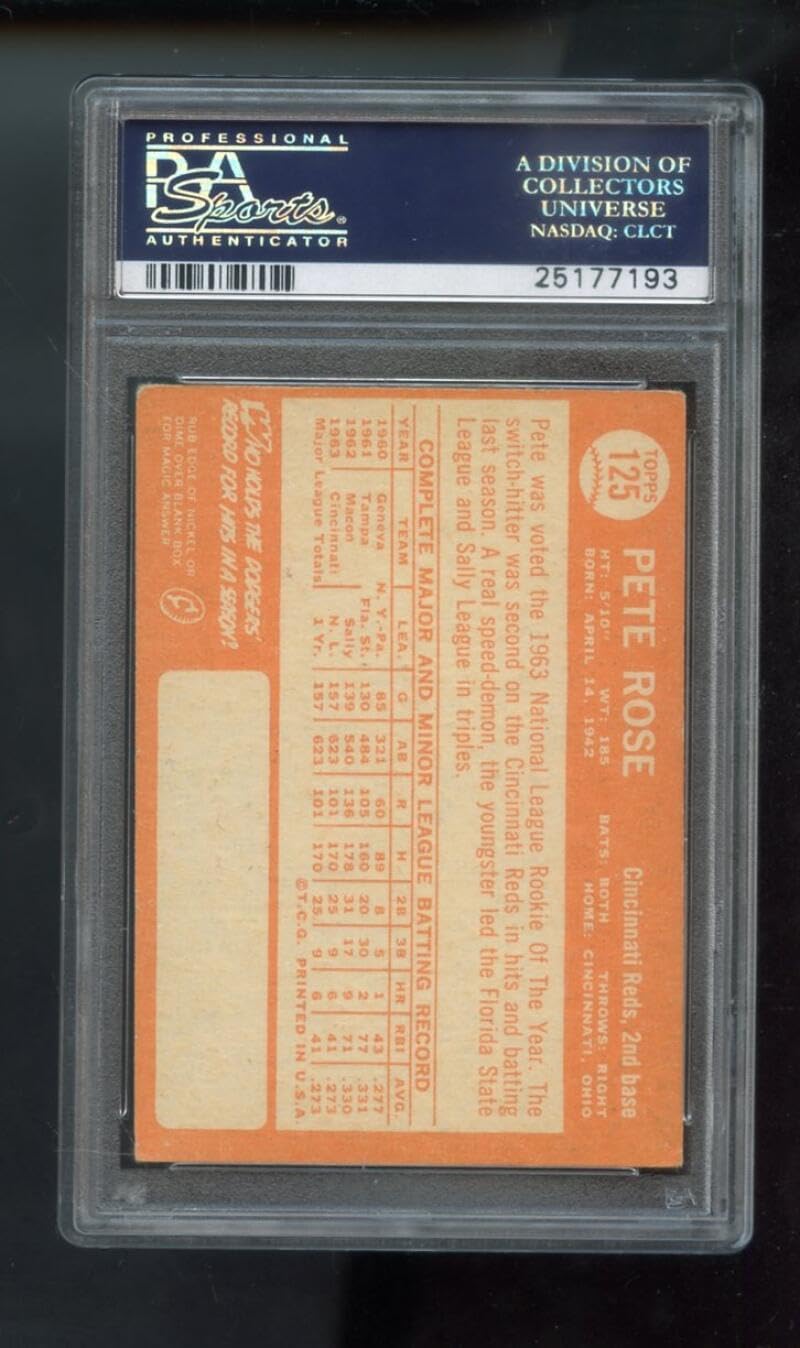 PROFESSIONAL
PSA
Sports
AUTHENTICATOR
A DIVISION OF
COLLECTORS
UNIVERSE
NASDAQ: CLCT
25177193
TOPPS
125
PETE ROSE
Cincinnati Reds, 2nd base
HT: 5'10" WT: 185 BATS: BOTH THROWS: RIGHT
BORN: APRIL 14, 1942 HOME: CINCINNATI, OHIO
Pete was voted the 1963 National League Rookie Of The Year. The
switch-hitter was second on the Cincinnati Reds in hits and batting
last season. A real speed-demon, the youngster led the Florida State
League and Sally League in triples.
COMPLETE MAJOR AND MINOR LEAGUE BATTING RECORD
YEAR TEAM LEA. G AB R H 2B 3B HR RBI AVG.
1960 Geneva N. Y.-Pa. 85 321 60 89 8 5 1 43 .277
1961 Tampa Fla. St. 130 484 105 160 20 30 2 77 .331
1962 Macon Sally 139 540 136 178 31 17 9 71 .330
1963 Cincinnati N. L. 157 623 101 170 25 9 6 41 .273
Major League Totals 1 Yr. 157 623 101 170 25 9 6 41 .273
©T.C.G. PRINTED IN U.S.A.
WHO HOLDS THE DODGERS'
RECORD FOR HITS IN A SEASON?
RUB EDGE OF NICKEL OR
DIME OVER BLANK BOX
FOR MAGIC ANSWER